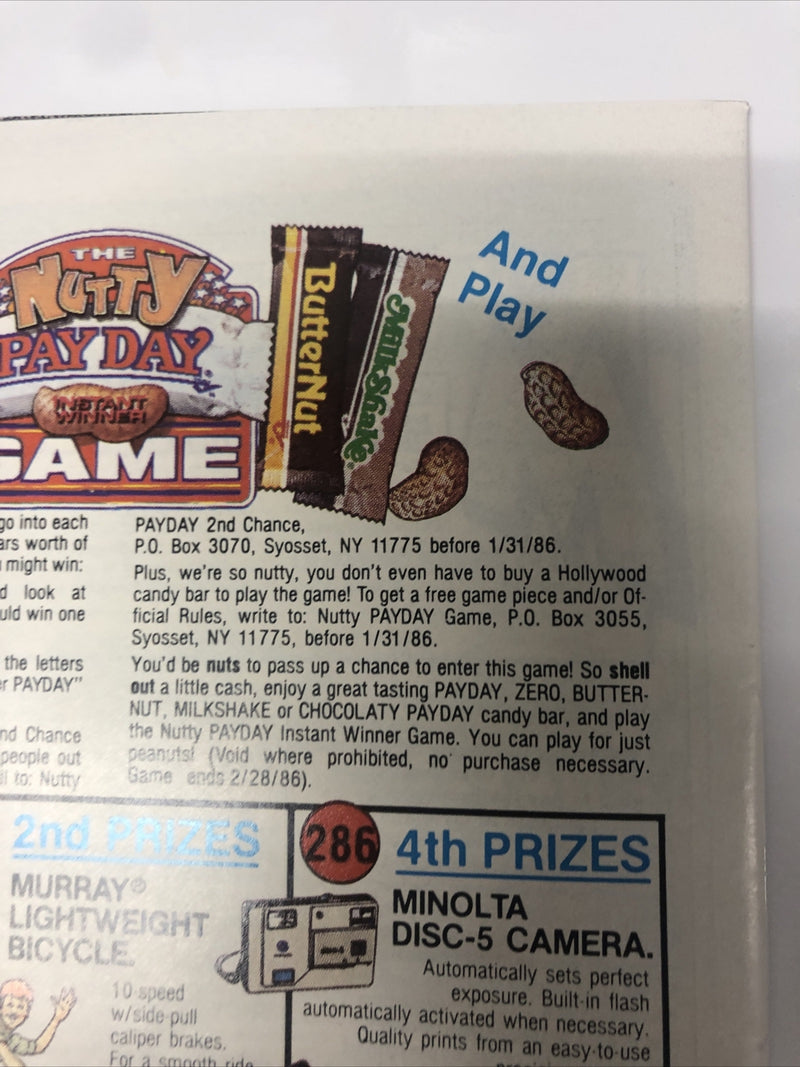 THE
NUTTY
PAY DAY
INSTANT
WINNER
GAME
ButterNut
MilkShake
And
Play
go into each
ars worth of
might win:
d look at
uld win one
the letters
r PAYDAY"
nd Chance
people out
il to: Nutty
PAYDAY 2nd Chance,
P.O. Box 3070, Syosset, NY 11775 before 1/31/86.
Plus, we're so nutty, you don't even have to buy a Hollywood
candy bar to play the game! To get a free game piece and/or Of-
ficial Rules, write to: Nutty PAYDAY Game, P.O. Box 3055,
Syosset, NY 11775, before 1/31/86.
You'd be nuts to pass up a chance to enter this game! So shell
out a little cash, enjoy a great tasting PAYDAY, ZERO, BUTTER-
NUT, MILKSHAKE or CHOCOLATY PAYDAY candy bar, and play
the Nutty PAYDAY Instant Winner Game. You can play for just
peanuts! (Void where prohibited, no purchase necessary.
Game ends 2/28/86).
2nd PRIZES
MURRAY®
LIGHTWEIGHT
BICYCLE.
10-speed
w/side-pull
caliper brakes.
For a smooth ride
286
4th PRIZES
MINOLTA
DISC-5 CAMERA.
Automatically sets perfect
exposure. Built-in flash
automatically activated when necessary.
Quality prints from an easy-to-use